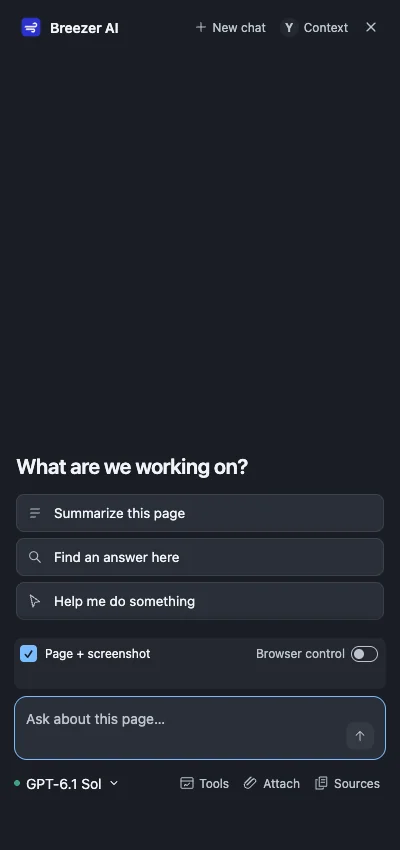 Breezer AI
New chat
Y Context
What are we working on?
Summarize this page
Find an answer here
Help me do something
Page + screenshot
Browser control
Ask about this page...
GPT-6.1 Sol
Tools
Attach
Sources